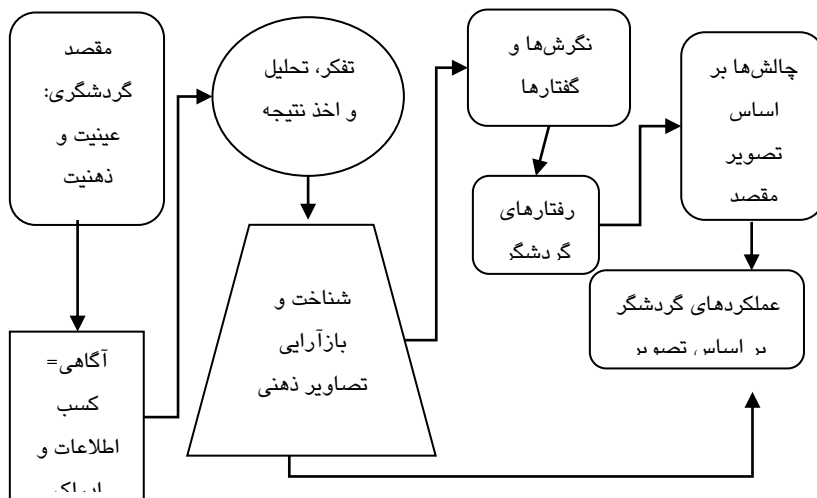 مقصد
گردشگری:
عینیت و
ذهنیت
آگاهی=
کسب
اطلاعات و
ادراک
تفکر، تحلیل
و اخذ نتیجه
شناخت و
بازآرایی
تصاویر ذهنی
نگرش‌ها و
گفتارها
رفتارهای
گردشگر
چالش‌ها بر
اساس
تصویر
مقصد
عملکردهای گردشگر
بر اساس تصویر